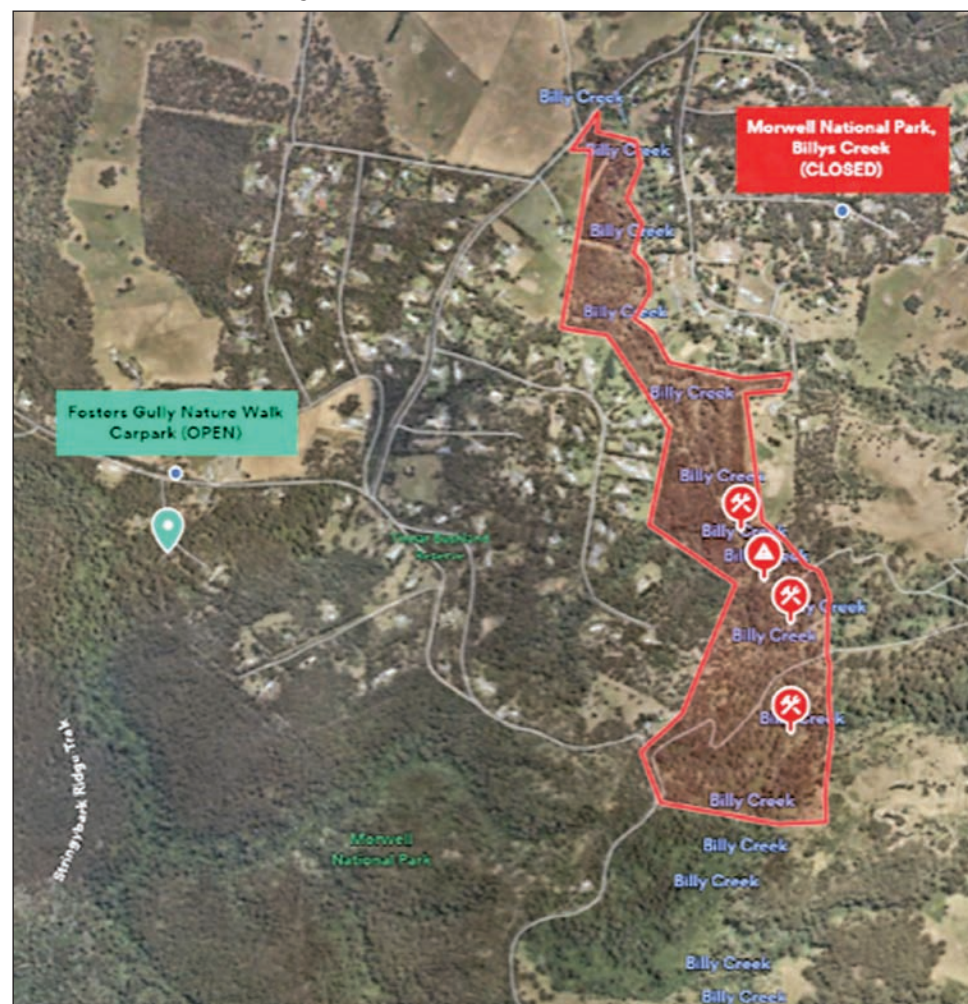 Billy Creek
Morwell National Park,
Billys Creek
(CLOSED)
Billy Creek
Billy Creek
Billy Creek
Billy Creek
Fosters Gully Nature Walk
Carpark (OPEN)
Billy Creek
Billy Creek
Reserve
Billy Creek
Stringybark Ridge Trak
Billy Creek
Morwell
National Park
Billy Creek
Billy Creek
Billy Creek
Billy Creek